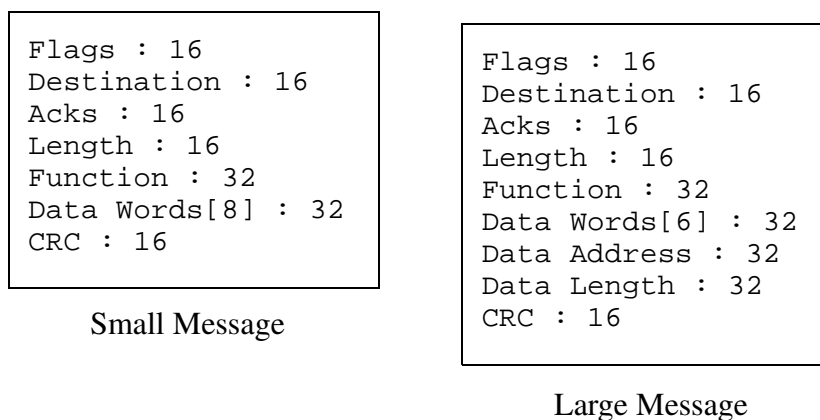 Flags : 16
Destination : 16
Acks : 16
Length : 16
Function : 32
Data Words[8] : 32
CRC : 16
Small Message
Flags : 16
Destination : 16
Acks : 16
Length : 16
Function : 32
Data Words[6] : 32
Data Address : 32
Data Length : 32
CRC : 16
Large Message